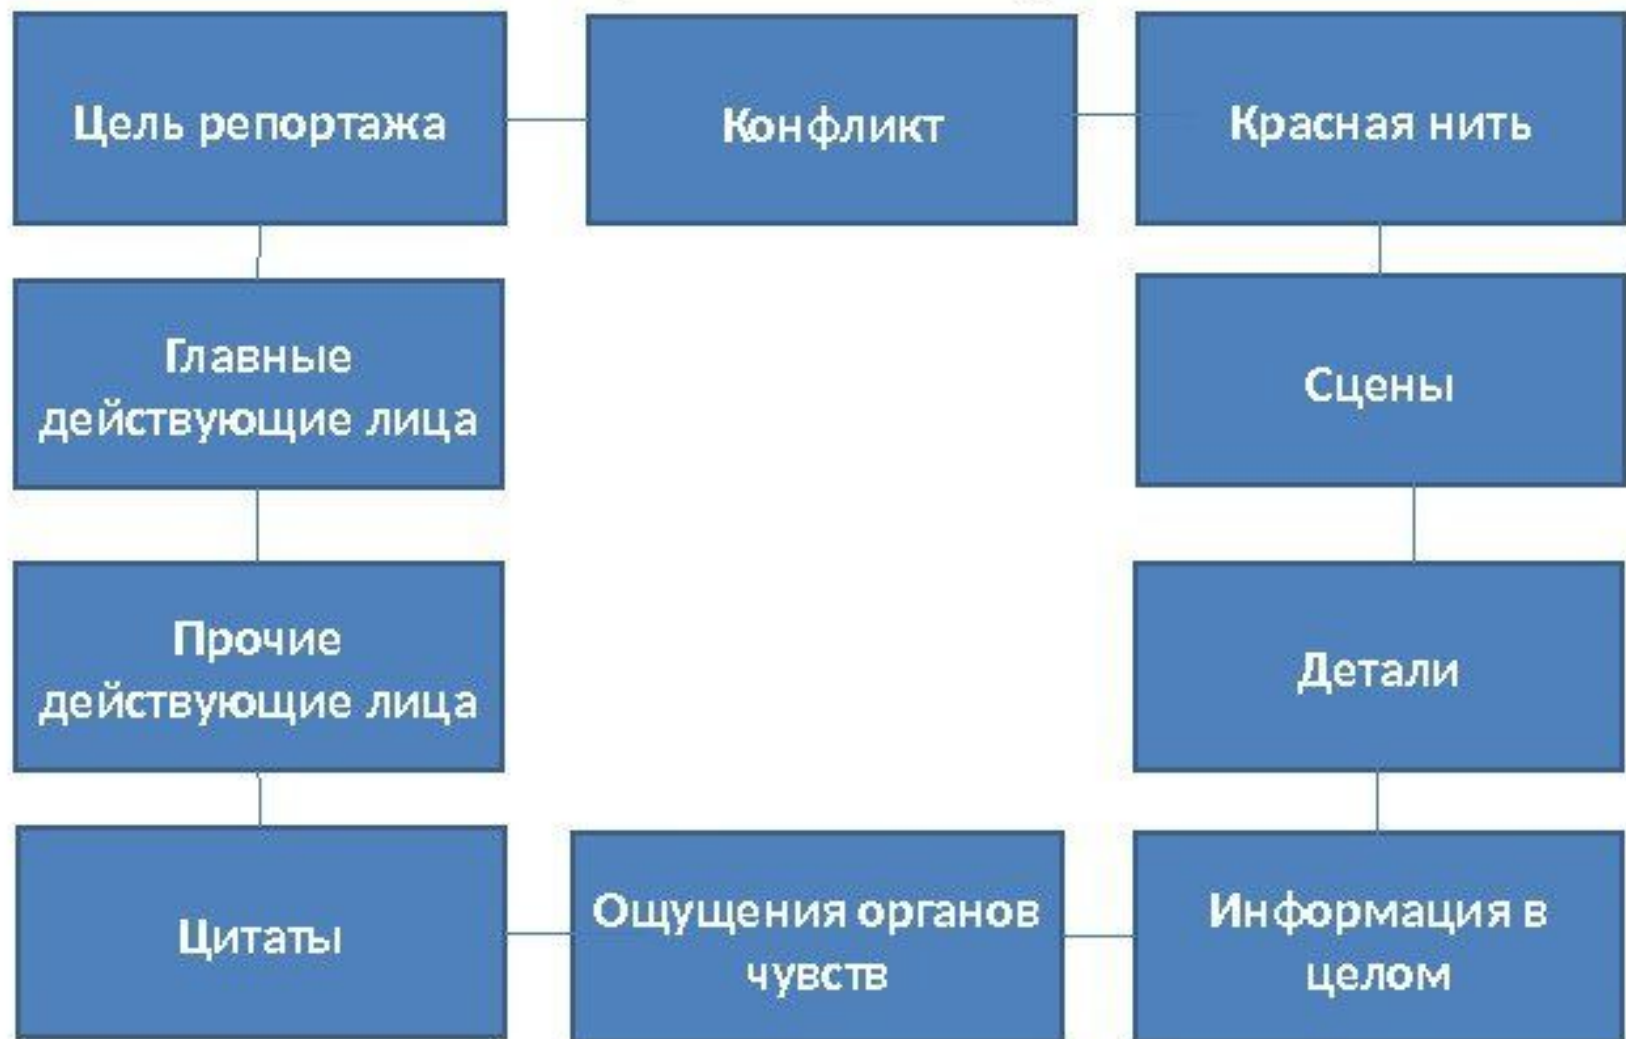 Цель репортажа
Конфликт
Красная нить
Главные
действующие лица
Сцены
Прочие
действующие лица
Детали
Цитаты
Ощущения органов
чувств
Информация в
целом